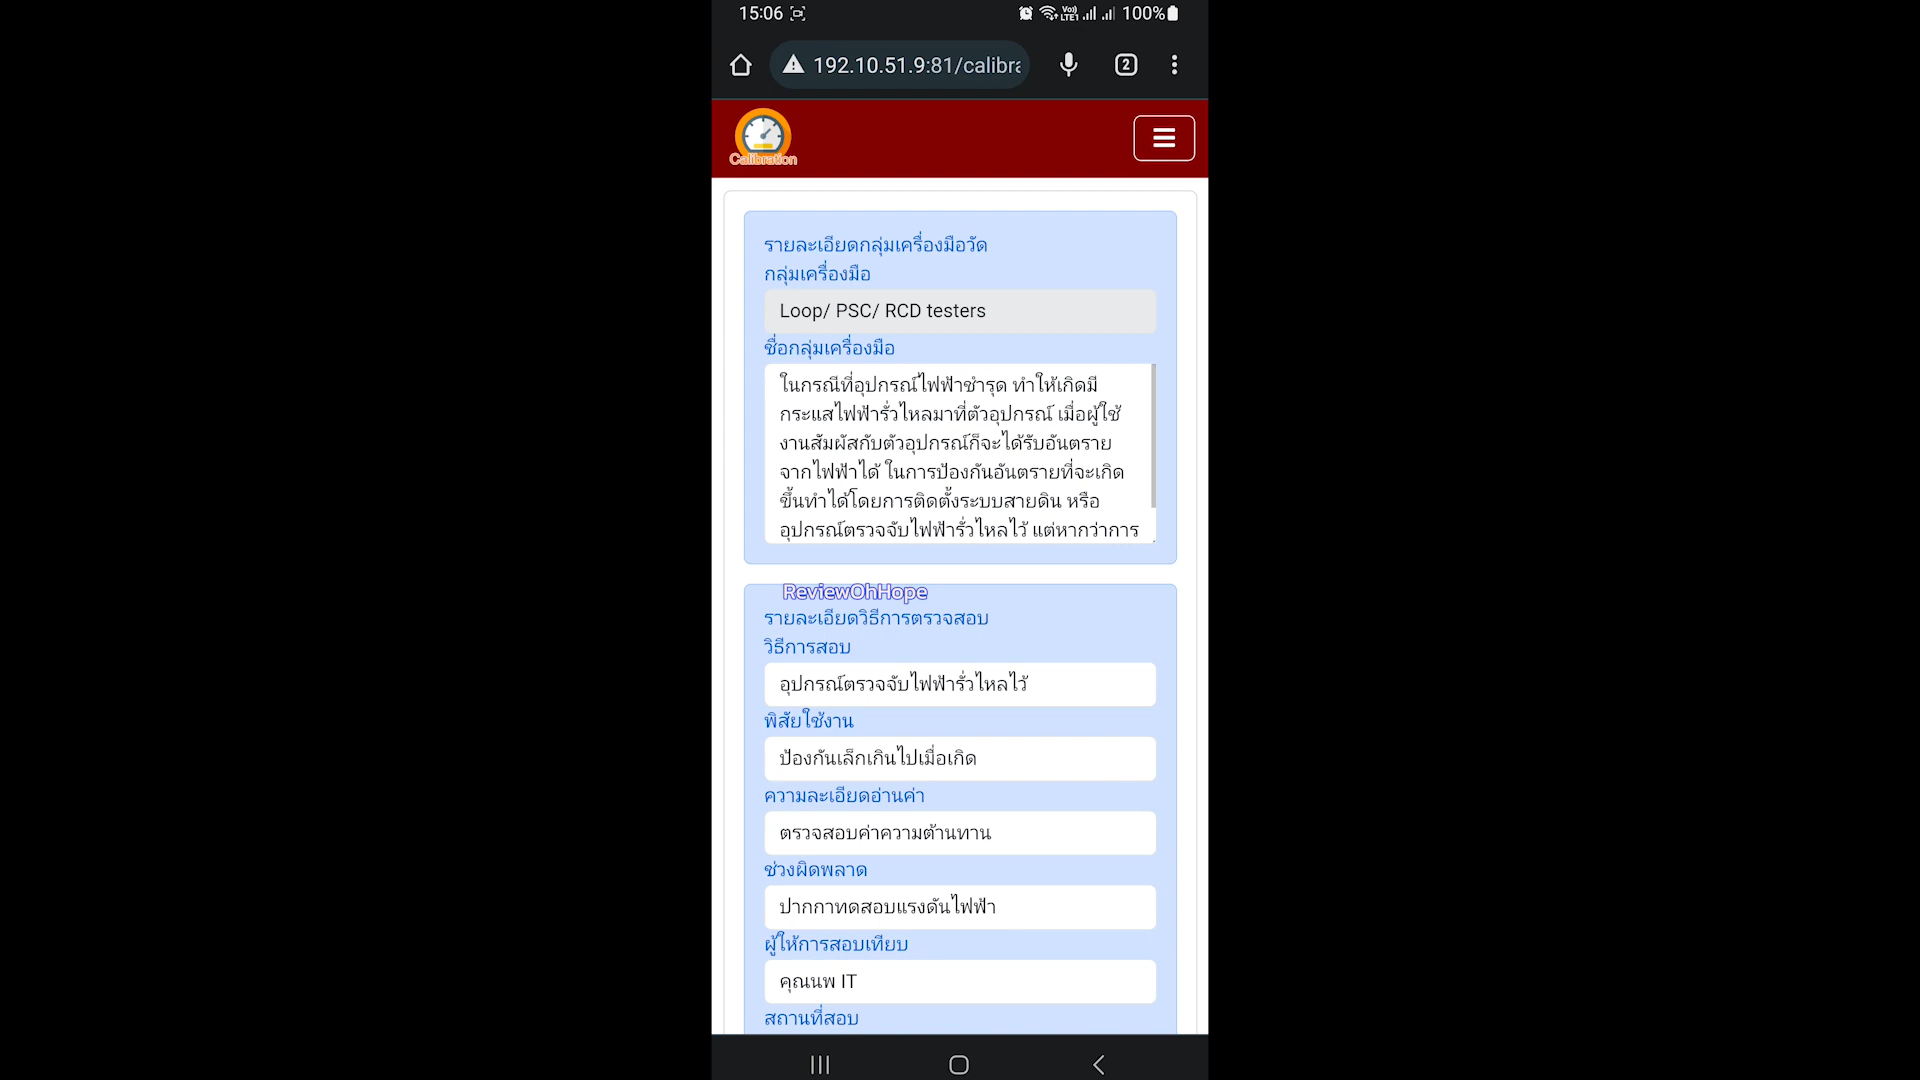 15:06
Vo)) LTE1 100%
192.10.51.9:81/calibra
2
Calibration
รายละเอียดกลุ่มเครื่องมือวัด
กลุ่มเครื่องมือ
Loop/ PSC/ RCD testers
ชื่อกลุ่มเครื่องมือ
ในกรณีที่อุปกรณ์ไฟฟ้าชำรุด ทำให้เกิดมี
กระแสไฟฟ้ารั่วไหลมาที่ตัวอุปกรณ์ เมื่อผู้ใช้
งานสัมผัสกับตัวอุปกรณ์ก็จะได้รับอันตราย
จากไฟฟ้าได้ ในการป้องกันอันตรายที่จะเกิด
ขึ้นทำได้โดยการติดตั้งระบบสายดิน หรือ
อุปกรณ์ตรวจจับไฟฟ้ารั่วไหลไว้ แต่หากว่าการ
ReviewOhHope
รายละเอียดวิธีการตรวจสอบ
วิธีการสอบ
อุปกรณ์ตรวจจับไฟฟ้ารั่วไหลไว้
พิสัยใช้งาน
ป้องกันเล็กเกินไปเมื่อเกิด
ความละเอียดอ่านค่า
ตรวจสอบค่าความต้านทาน
ช่วงผิดพลาด
ปากกาทดสอบแรงดันไฟฟ้า
ผู้ให้การสอบเทียบ
คุณนพ IT
สถานที่สอบ